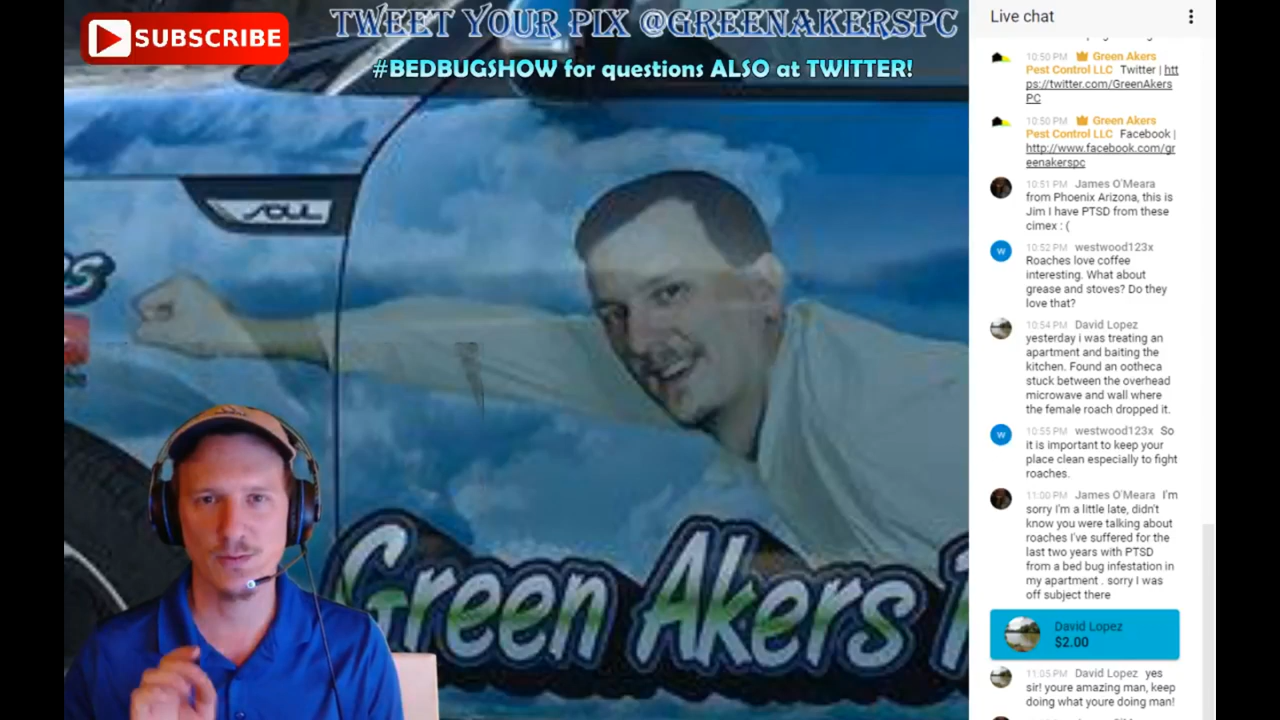 SUBSCRIBE
TWEET YOUR PIX @GREENAKERSPC
#BEDBUGSHOW for questions ALSO at TWITTER!
SOUL
Green Akers
Live chat
10:50 PM Green Akers
Pest Control LLC Twitter | htt
ps://twitter.com/GreenAkers
PC
10:50 PM Green Akers
Pest Control LLC Facebook |
http://www.facebook.com/gr
eenakerspc
10:51 PM James O'Meara
from Phoenix Arizona, this is
Jim I have PTSD from these
cimex : (
W
10:52 PM westwood123x
Roaches love coffee
interesting. What about
grease and stoves? Do they
love that?
10:54 PM David Lopez
yesterday i was treating an
apartment and baiting the
kitchen. Found an ootheca
stuck between the overhead
microwave and wall where
the female roach dropped it.
W
10:55 PM westwood123x So
it is important to keep your
place clean especially to fight
roaches.
11:00 PM James O'Meara I'm
sorry I'm a little late, didn't
know you were talking about
roaches I've suffered for the
last two years with PTSD
from a bed bug infestation in
my apartment . sorry I was
off subject there
David Lopez
$2.00
11:05 PM David Lopez yes
sir! youre amazing man, keep
doing what youre doing man!